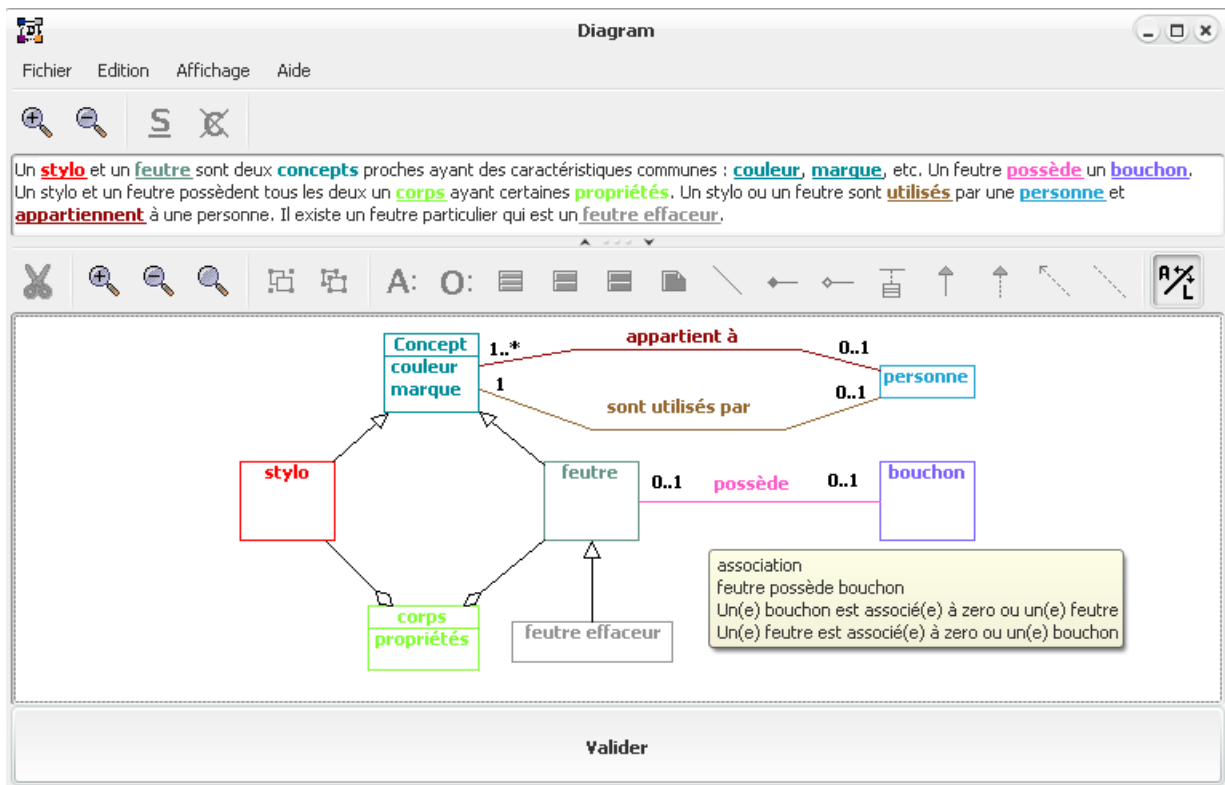 Diagram
Fichier Edition Affichage Aide
S C
Un stylo et un feutre sont deux concepts proches ayant des caractéristiques communes : couleur, marque, etc. Un feutre possède un bouchon.
Un stylo et un feutre possèdent tous les deux un corps ayant certaines propriétés. Un stylo ou un feutre sont utilisés par une personne et
appartiennent à une personne. Il existe un feutre particulier qui est un feutre effaceur.
A: O: A L
Concept
couleur
marque
1..* appartient à 0..1
personne
1 sont utilisés par 0..1
stylo
feutre
0..1 possède 0..1
bouchon
corps
propriétés
feutre effaceur
association
feutre possède bouchon
Un(e) bouchon est associé(e) à zero ou un(e) feutre
Un(e) feutre est associé(e) à zero ou un(e) bouchon
Valider